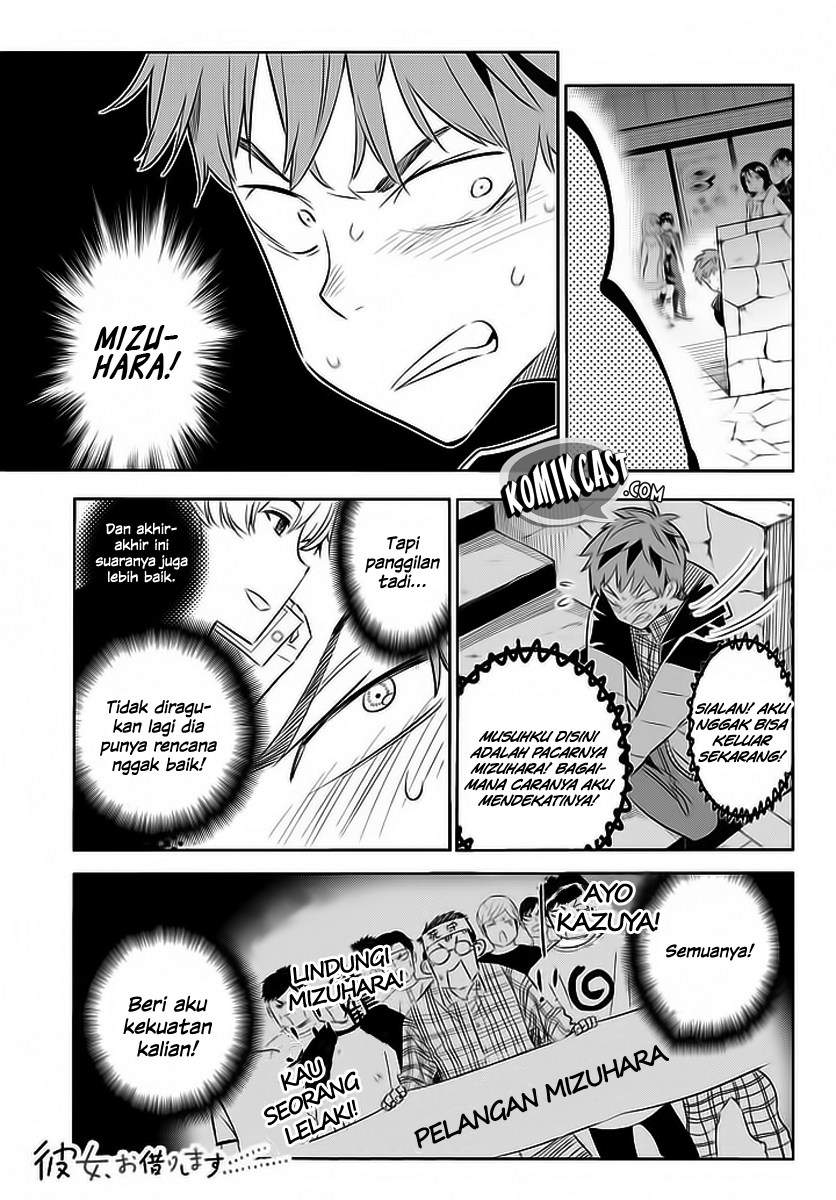 MIZU-
HARA!
KOMIKCAST
.COM
SIALAN! AKU
NGGAK BISA
KELUAR
SEKARANG!
MUSUHKU DISINI
ADALAH PACARNYA
MIZUHARA! BAGAI-
MANA CARANYA AKU
MENDEKATINYA!
Tapi
panggilan
tadi...
Dan akhir-
akhir ini
suaranya juga
lebih baik.
Tidak diragu-
kan lagi dia
punya rencana
nggak baik!
Semuanya!
AYO
KAZUYA!
LINDUNGI
MIZUHARA!
KAU
SEORANG
LELAKI!
PELANGAN MIZUHARA
Beri aku
kekuatan
kalian!
彼女、お借りします